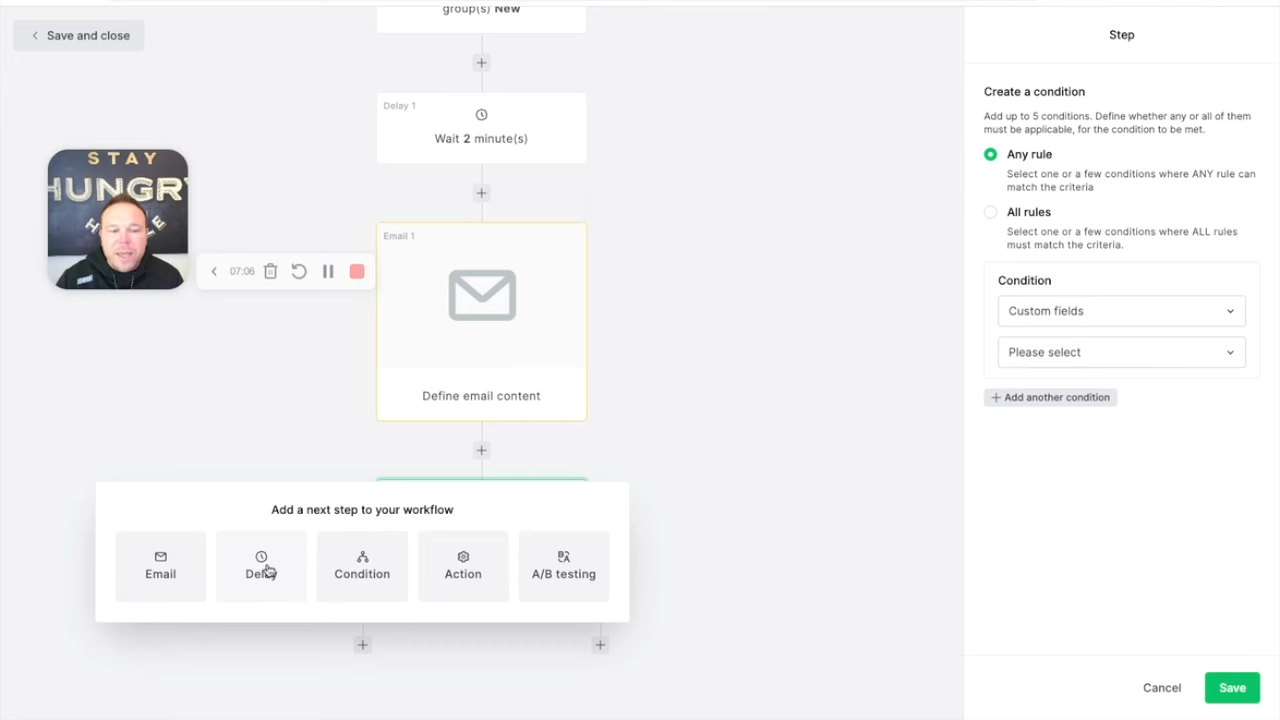 group(s) New
Save and close
Step
Delay 1
Wait 2 minute(s)
STAY
HUNGRY
Email 1
07:06
Define email content
Add a next step to your workflow
Email
Delay
Condition
Action
A/B testing
Create a condition
Add up to 5 conditions. Define whether any or all of them
must be applicable, for the condition to be met.
Any rule
Select one or a few conditions where ANY rule can
match the criteria
All rules
Select one or a few conditions where ALL rules
must match the criteria.
Condition
Custom fields
Please select
Add another condition
Cancel
Save